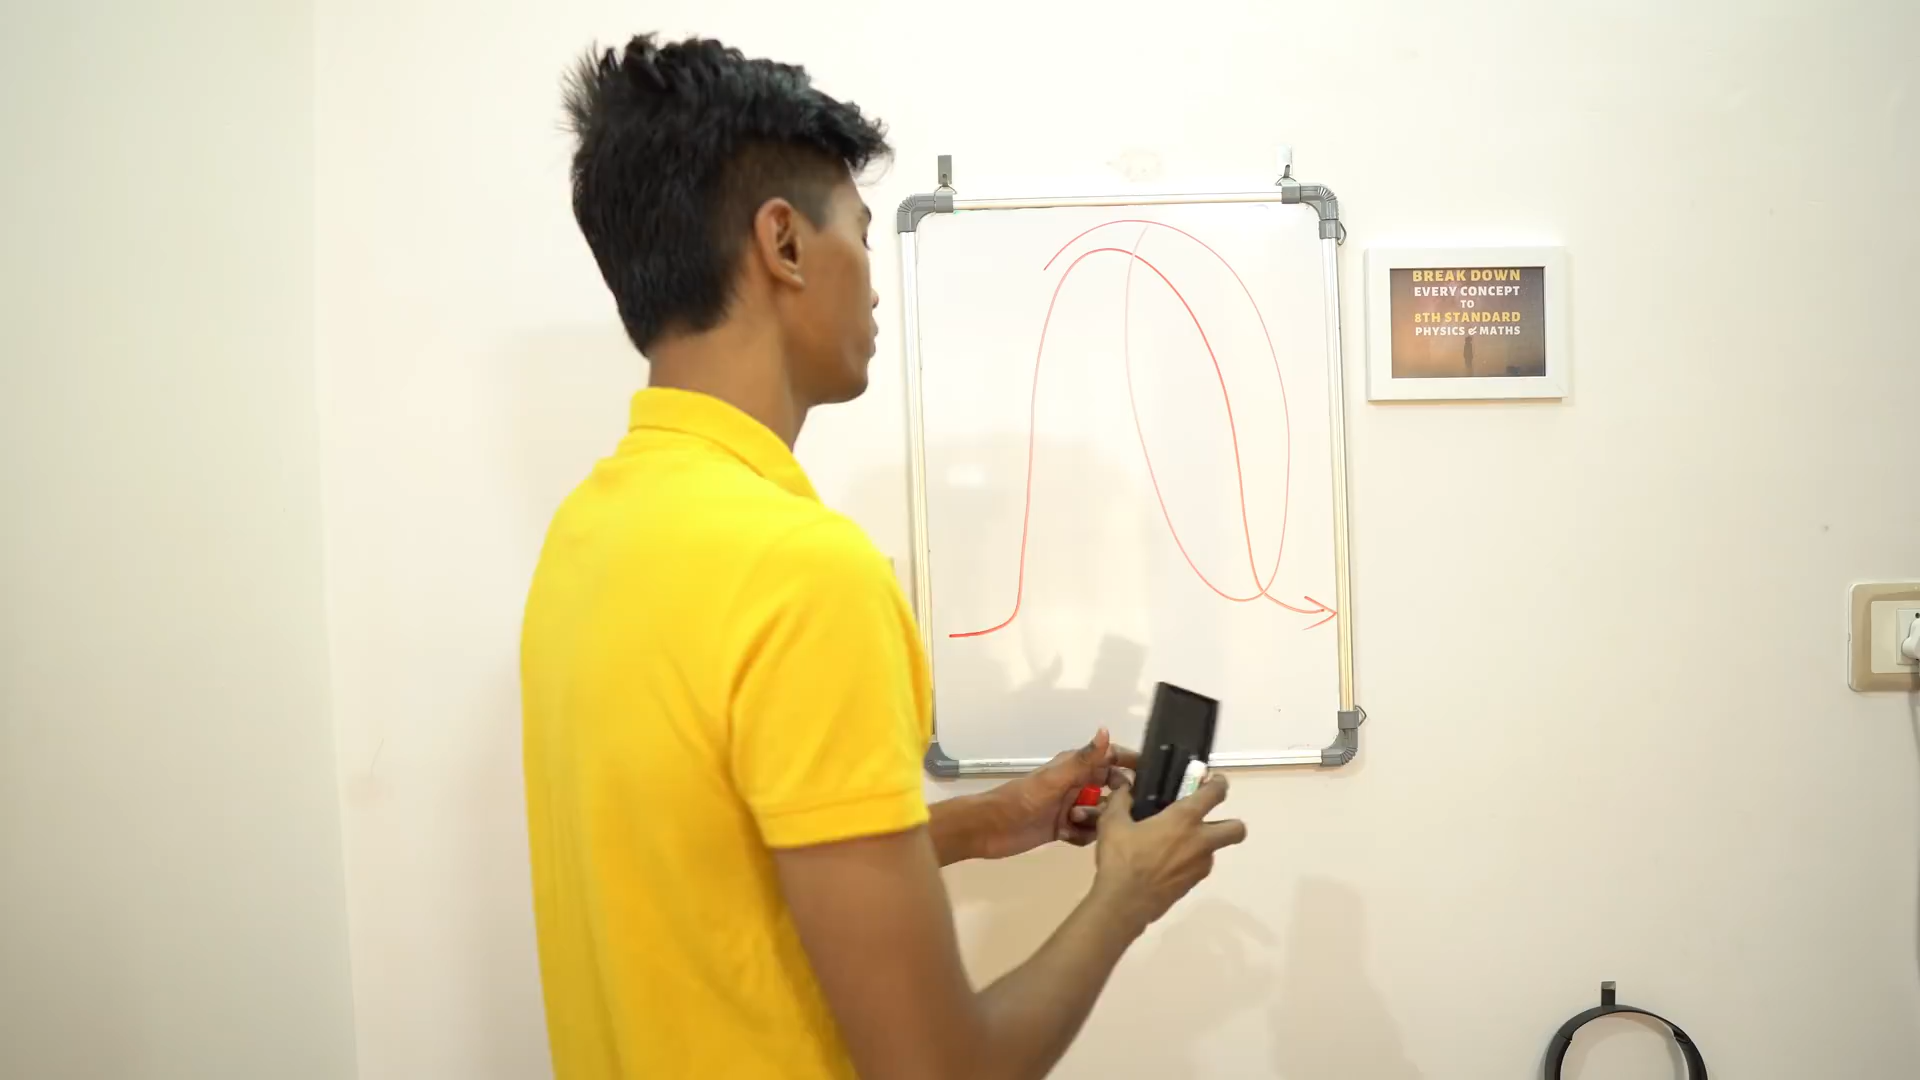 BREAK DOWN
EVERY CONCEPT
TO
8TH STANDARD
PHYSICS & MATHS